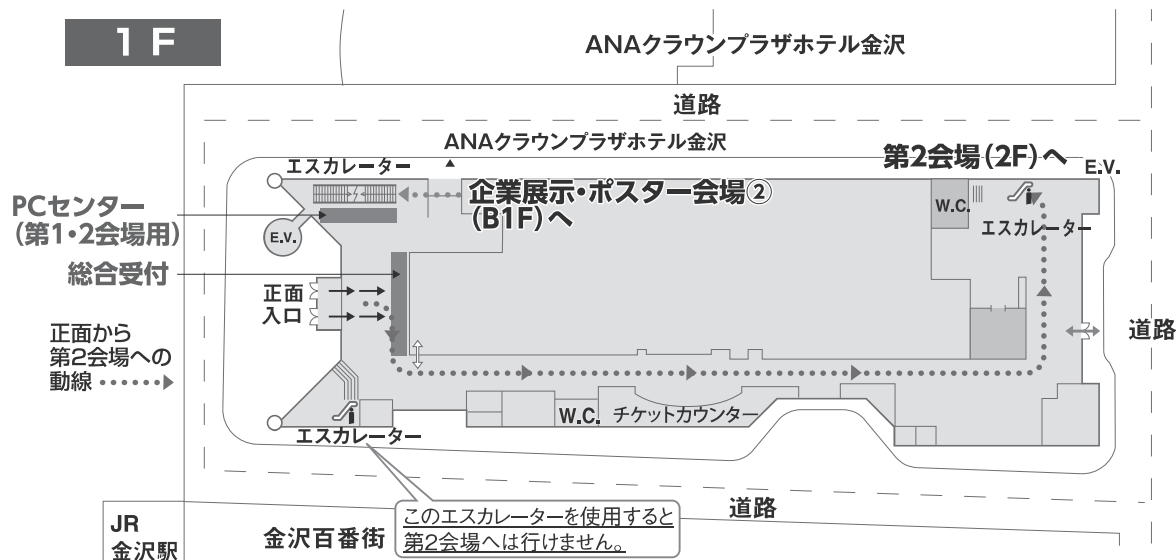 1F
ANAクラウンプラザホテル金沢
道路
ANAクラウンプラザホテル金沢
エスカレーター
第2会場(2F)へ
E.V.
企業展示・ポスター会場②
(B1F)へ
W.C.
エスカレーター
PCセンター
(第1・2会場用)
E.V.
総合受付
正面
入口
道路
正面から
第2会場への
動線
W.C.
チケットカウンター
エスカレーター
このエスカレーターを使用すると
第2会場へは行けません。
道路
JR
金沢駅
金沢百番街